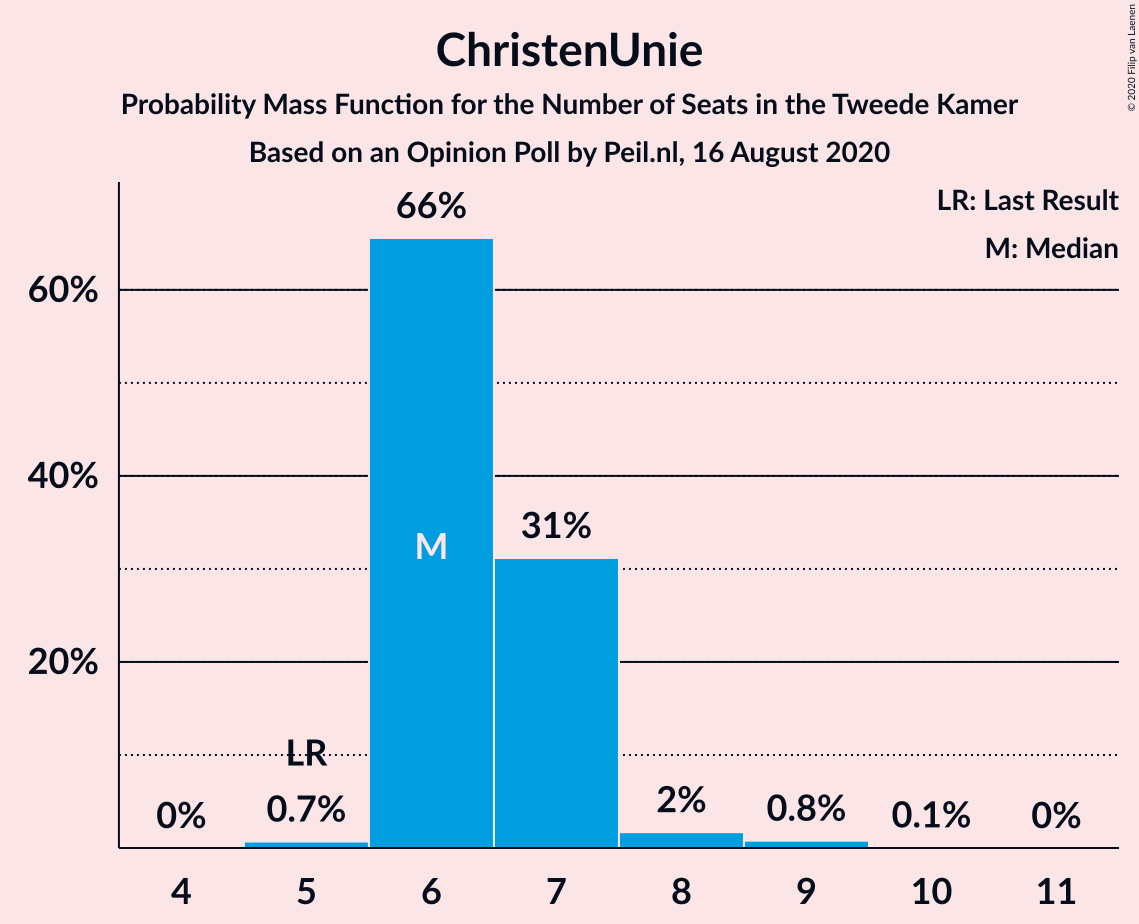 ChristenUnie
Probability Mass Function for the Number of Seats in the Tweede Kamer
Based on an Opinion Poll by Peil.nl, 16 August 2020
© 2020 Filip van Laenen
LR: Last Result
M: Median
66%
60%
40%
31%
M
20%
LR
0%
0.7%
2%
0.8%
0.1%
0%
4 5 6 7 8 9 10 11